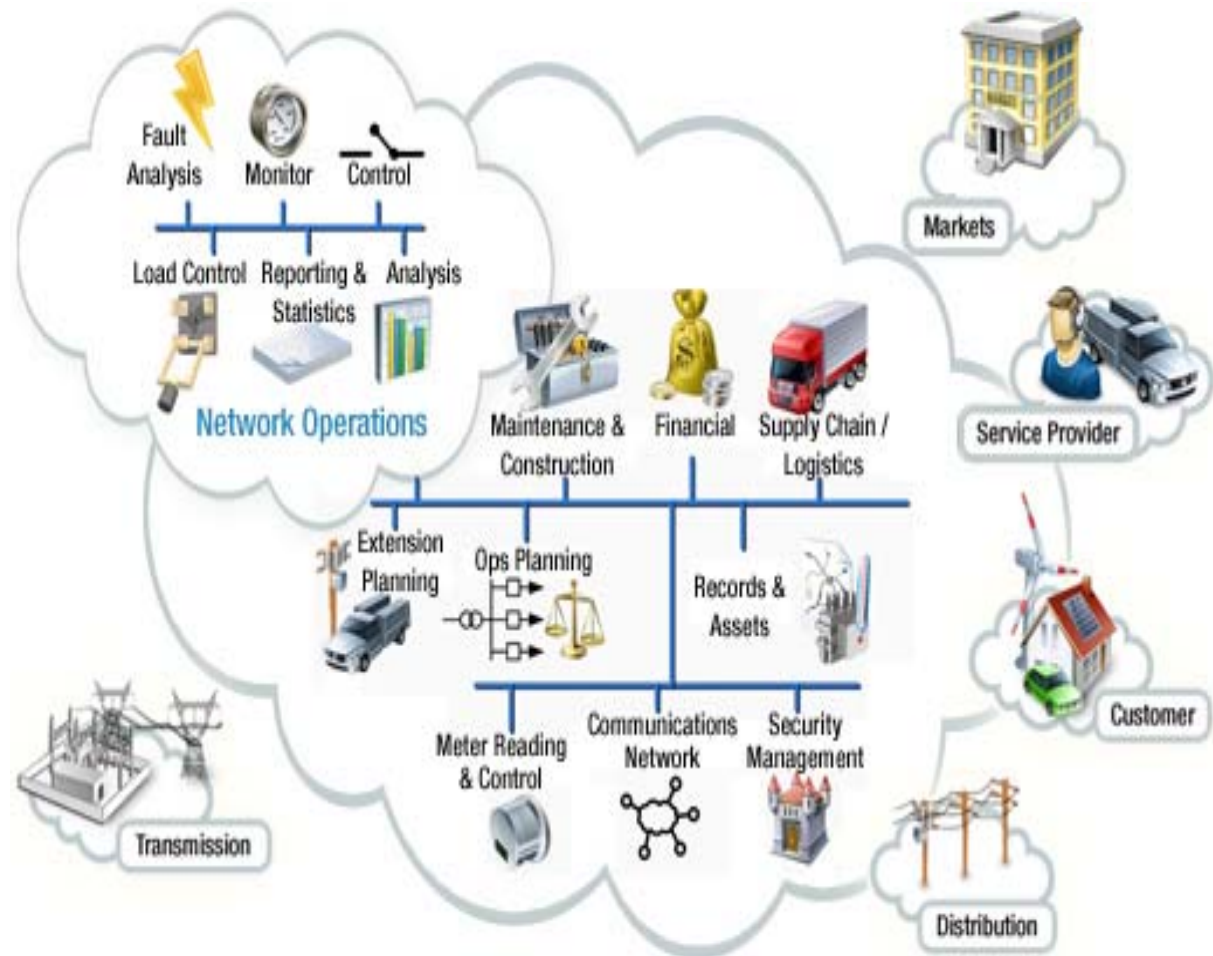 Fault
Analysis
Monitor
Control
Load Control
Reporting &
Statistics
Analysis
Network Operations
Maintenance &
Construction
Financial
Supply Chain /
Logistics
Extension
Planning
Ops Planning
Records &
Assets
Meter Reading
& Control
Communications
Network
Security
Management
Markets
Service Provider
Customer
Distribution
Transmission